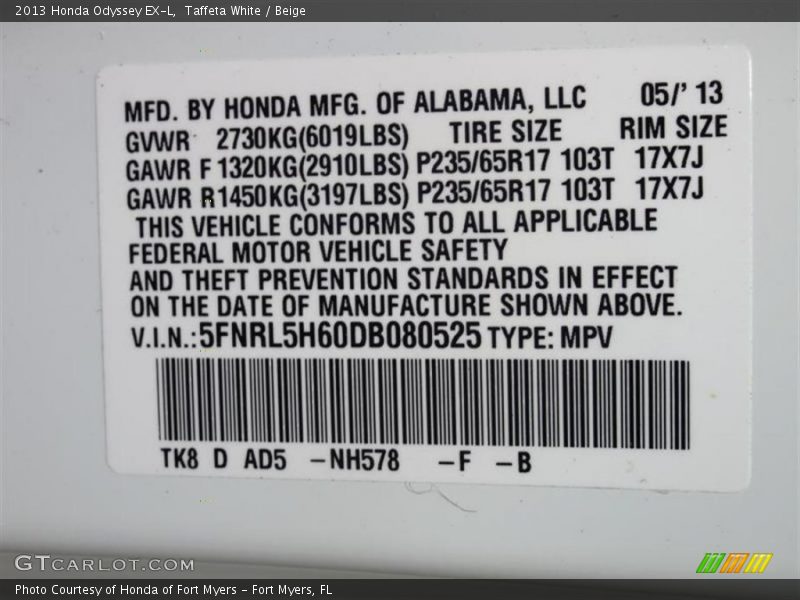 2013 Honda Odyssey EX-L,  Taffeta White / Beige
MFD. BY HONDA MFG. OF ALABAMA, LLC 05/' 13
GVWR 2730KG(6019LBS) TIRE SIZE RIM SIZE
GAWR F 1320KG(2910LBS) P235/65R17 103T 17X7J
GAWR R 1450KG(3197LBS) P235/65R17 103T 17X7J
THIS VEHICLE CONFORMS TO ALL APPLICABLE
FEDERAL MOTOR VEHICLE SAFETY
AND THEFT PREVENTION STANDARDS IN EFFECT
ON THE DATE OF MANUFACTURE SHOWN ABOVE.
V.I.N.:5FNRL5H60DB080525 TYPE: MPV
TK8 D AD5 -NH578 -F -B
GTCARLOT.COM
Photo Courtesy of Honda of Fort Myers - Fort Myers, FL